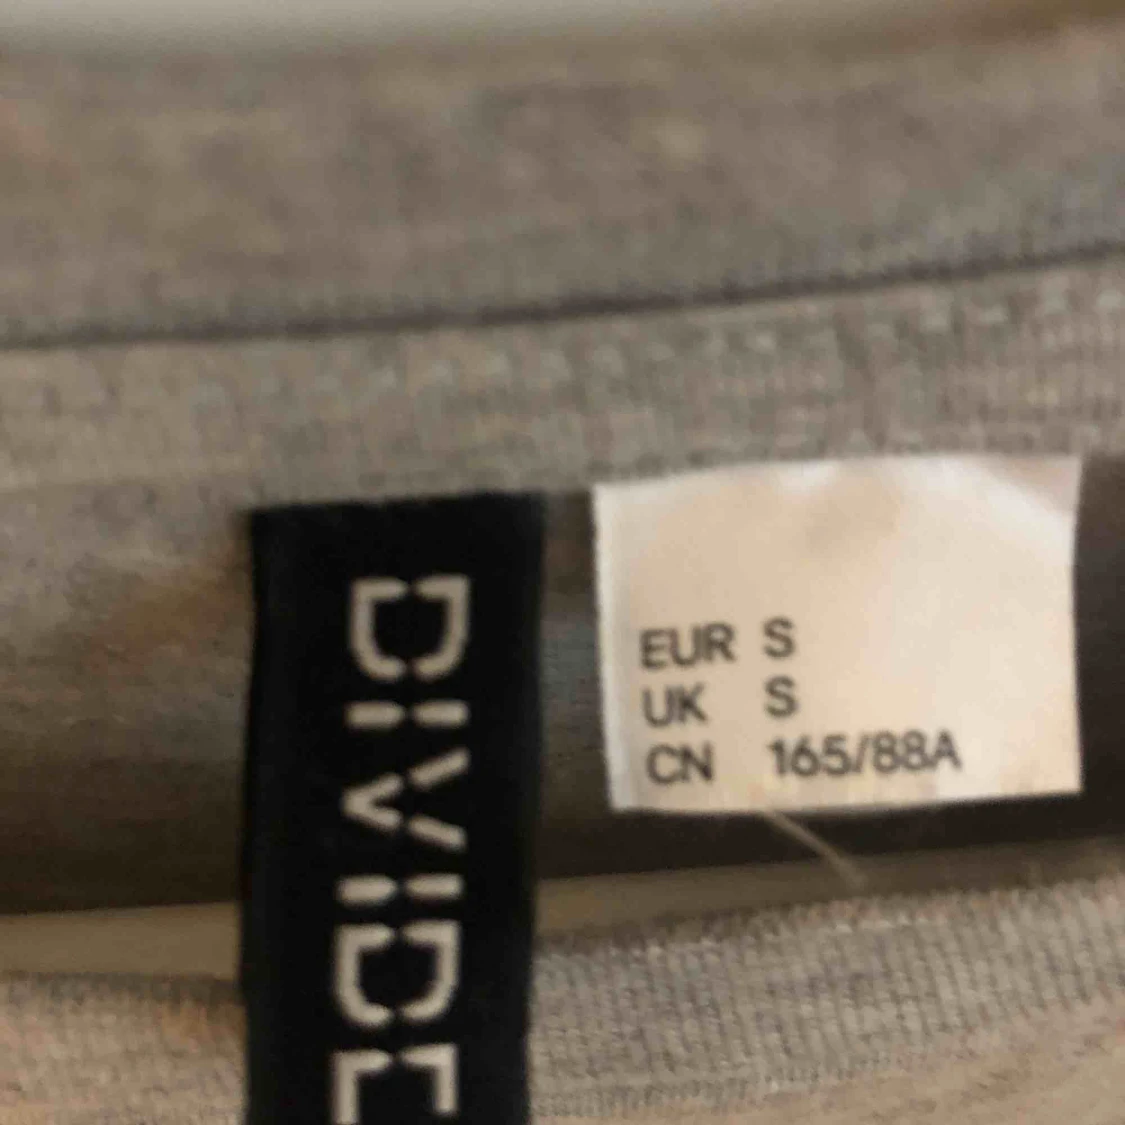 DIVIDE
EUR S
UK S
CN 165/88A